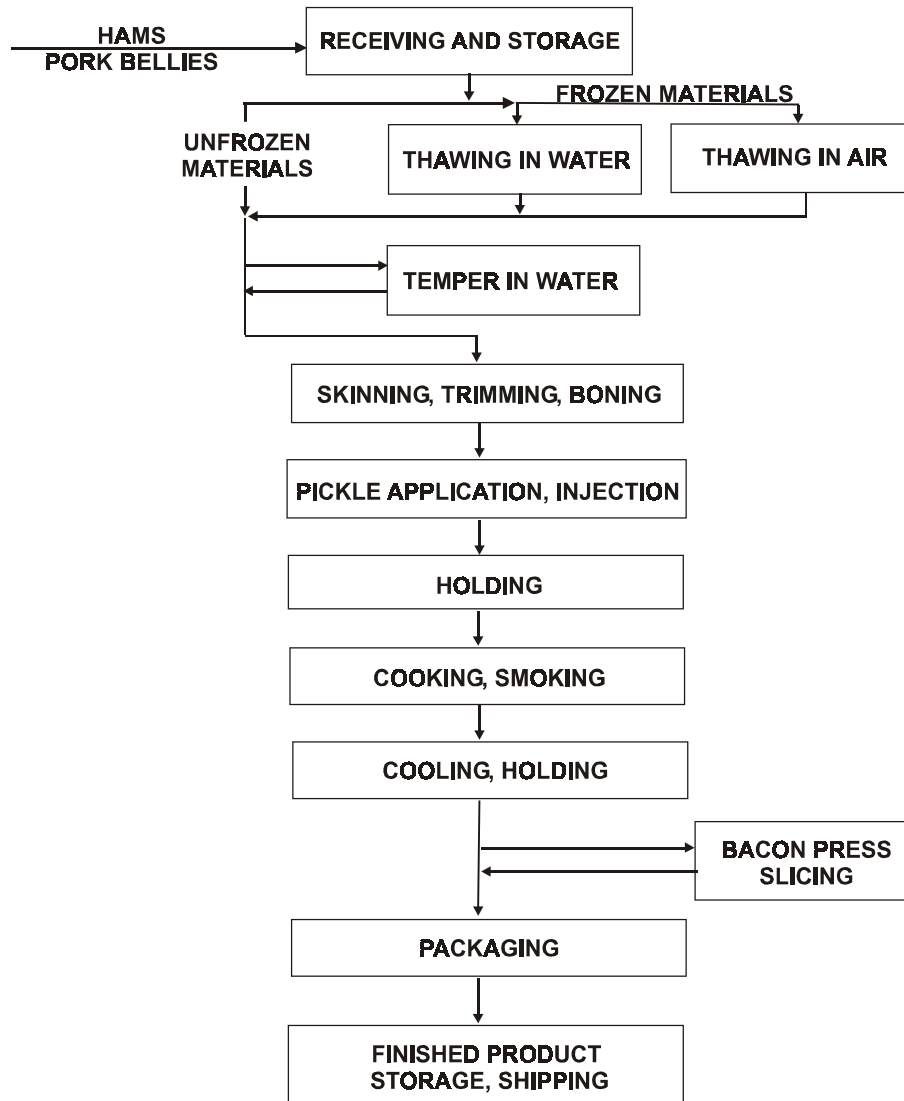 HAMS
PORK BELLIES
RECEIVING AND STORAGE
FROZEN MATERIALS
UNFROZEN
MATERIALS
THAWING IN WATER
THAWING IN AIR
TEMPER IN WATER
SKINNING, TRIMMING, BONING
PICKLE APPLICATION, INJECTION
HOLDING
COOKING, SMOKING
COOLING, HOLDING
BACON PRESS
SLICING
PACKAGING
FINISHED PRODUCT
STORAGE, SHIPPING